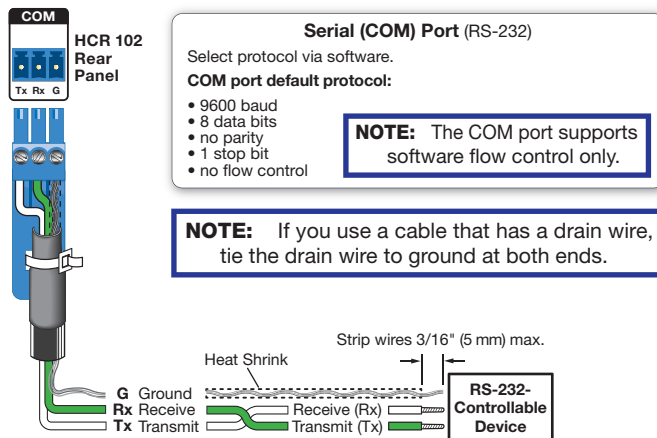 COM
Tx Rx G
HCR 102
Rear
Panel
Serial (COM) Port (RS-232)
Select protocol via software.
COM port default protocol:
• 9600 baud
• 8 data bits
• no parity
• 1 stop bit
• no flow control
NOTE: The COM port supports
software flow control only.
NOTE: If you use a cable that has a drain wire,
tie the drain wire to ground at both ends.
Strip wires 3/16" (5 mm) max.
Heat Shrink
G Ground
Rx Receive
Tx Transmit
Receive (Rx)
Transmit (Tx)
RS-232-
Controllable
Device